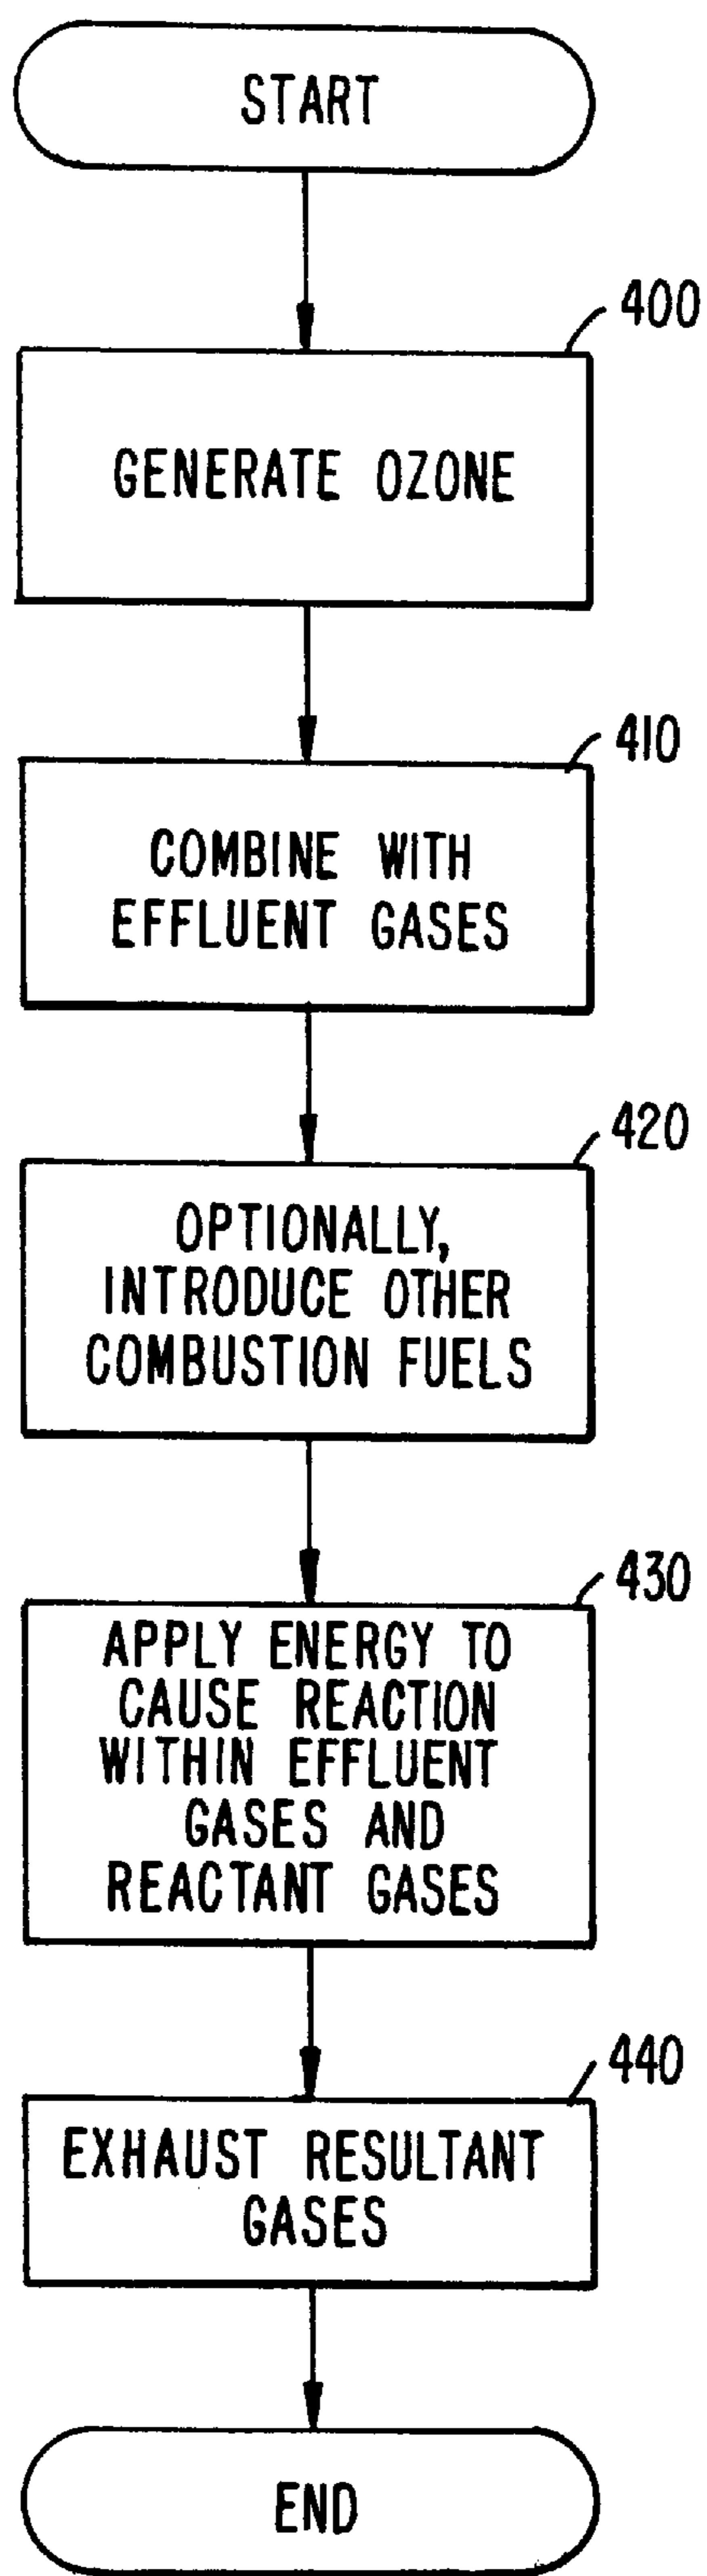 START
400
GENERATE OZONE
410
COMBINE WITH
EFFLUENT GASES
420
OPTIONALLY,
INTRODUCE OTHER
COMBUSTION FUELS
430
APPLY ENERGY TO
CAUSE REACTION
WITHIN EFFLUENT
GASES AND
REACTANT GASES
440
EXHAUST RESULTANT
GASES
END